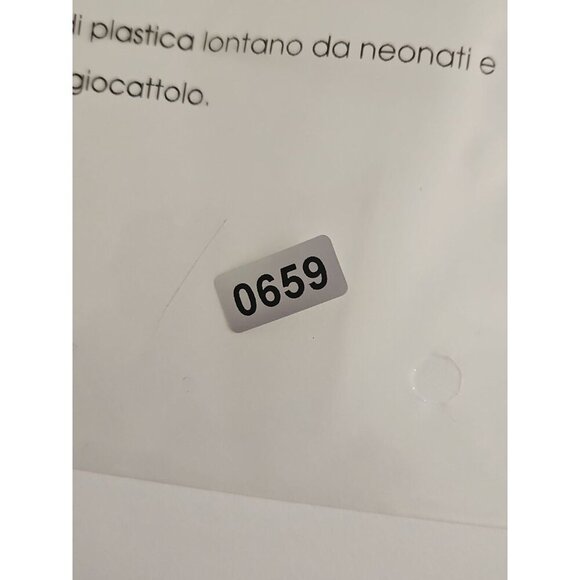 di plastica lontano da neonati e
giocattolo.
0659